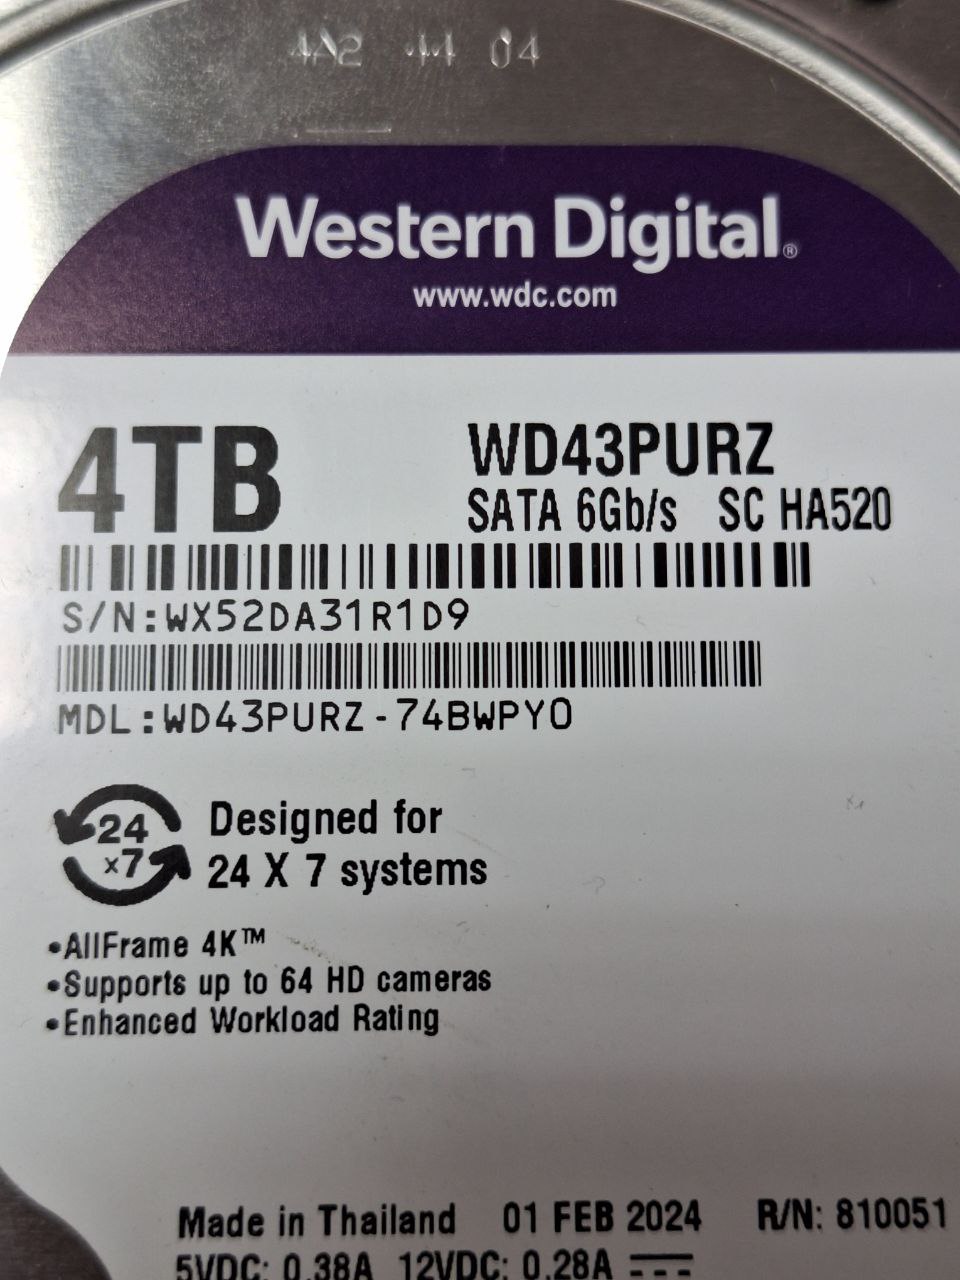 04
Western Digital®
www.wdc.com
4TB
WD43PURZ
SATA 6Gb/s SC HA520
S/N:WX52DA31R1D9
MDL:WD43PURZ-74BWPY0
24
x7
Designed for
24 X 7 systems
•AllFrame 4K™
•Supports up to 64 HD cameras
•Enhanced Workload Rating
Made in Thailand 01 FEB 2024 R/N: 810051
5VDC: 0.38A 12VDC: 0.28A